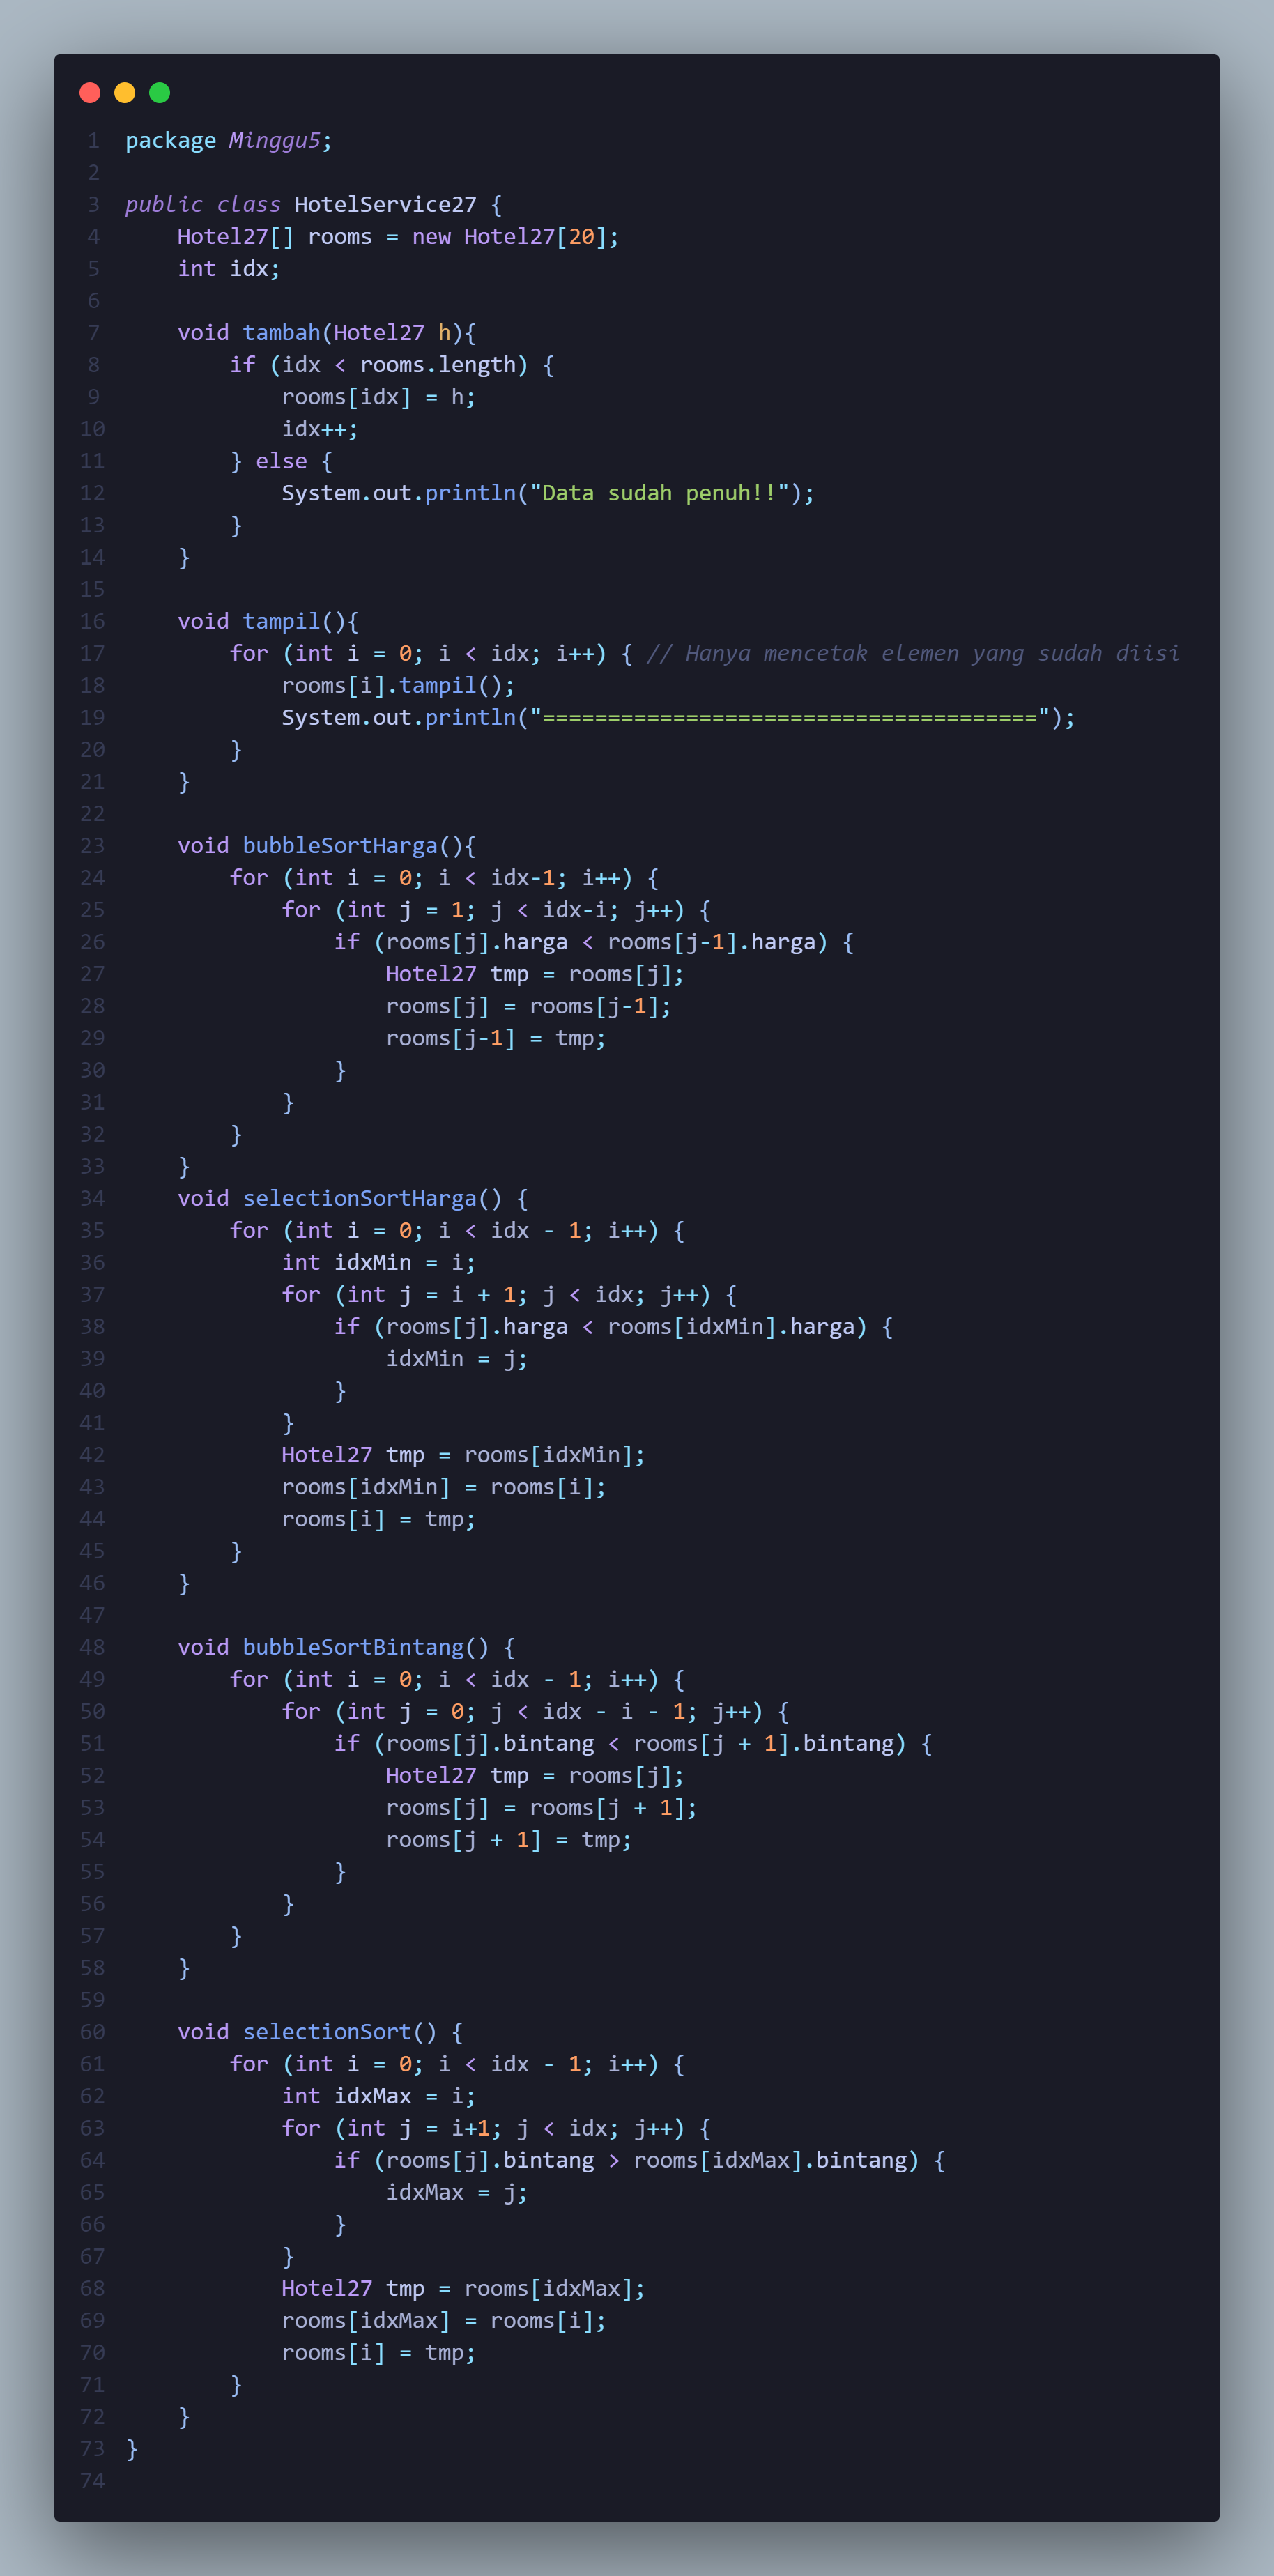 1 package Minggu5;
2
3 public class HotelService27 {
4     Hotel27[] rooms = new Hotel27[20];
5     int idx;
6
7     void tambah(Hotel27 h){
8         if (idx < rooms.length) {
9             rooms[idx] = h;
10             idx++;
11         } else {
12             System.out.println("Data sudah penuh!!");
13         }
14     }
15
16     void tampil(){
17         for (int i = 0; i < idx; i++) { // Hanya mencetak elemen yang sudah diisi
18             rooms[i].tampil();
19             System.out.println("======================================");
20         }
21     }
22
23     void bubbleSortHarga(){
24         for (int i = 0; i < idx-1; i++) {
25             for (int j = 1; j < idx-i; j++) {
26                 if (rooms[j].harga < rooms[j-1].harga) {
27                     Hotel27 tmp = rooms[j];
28                     rooms[j] = rooms[j-1];
29                     rooms[j-1] = tmp;
30                 }
31             }
32         }
33     }
34     void selectionSortHarga() {
35         for (int i = 0; i < idx - 1; i++) {
36             int idxMin = i;
37             for (int j = i + 1; j < idx; j++) {
38                 if (rooms[j].harga < rooms[idxMin].harga) {
39                     idxMin = j;
40                 }
41             }
42             Hotel27 tmp = rooms[idxMin];
43             rooms[idxMin] = rooms[i];
44             rooms[i] = tmp;
45         }
46     }
47
48     void bubbleSortBintang() {
49         for (int i = 0; i < idx - 1; i++) {
50             for (int j = 0; j < idx - i - 1; j++) {
51                 if (rooms[j].bintang < rooms[j + 1].bintang) {
52                     Hotel27 tmp = rooms[j];
53                     rooms[j] = rooms[j + 1];
54                     rooms[j + 1] = tmp;
55                 }
56             }
57         }
58     }
59
60     void selectionSort() {
61         for (int i = 0; i < idx - 1; i++) {
62             int idxMax = i;
63             for (int j = i+1; j < idx; j++) {
64                 if (rooms[j].bintang > rooms[idxMax].bintang) {
65                     idxMax = j;
66                 }
67             }
68             Hotel27 tmp = rooms[idxMax];
69             rooms[idxMax] = rooms[i];
70             rooms[i] = tmp;
71         }
72     }
73 }
74